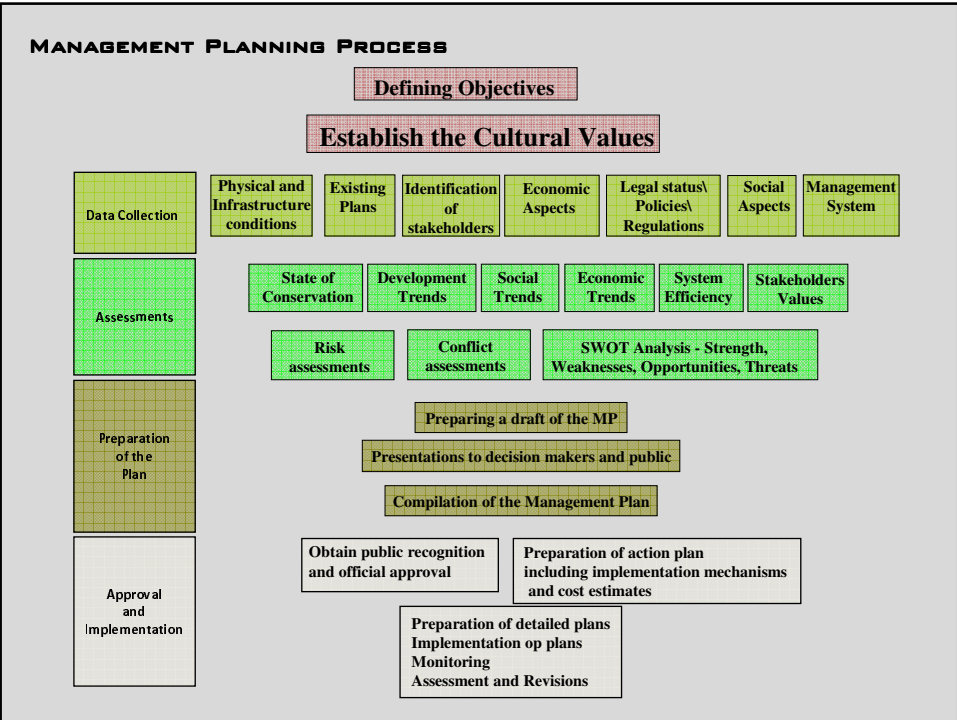 Management Planning Process
Defining Objectives
Establish the Cultural Values
Data Collection
Physical and
Infrastructure
conditions
Existing
Plans
Identification
of
stakeholders
Economic
Aspects
Legal status\
Policies\
Regulations
Social
Aspects
Management
System
Assessments
State of
Conservation
Development
Trends
Social
Trends
Economic
Trends
System
Efficiency
Stakeholders
Values
Risk
assessments
Conflict
assessments
SWOT Analysis - Strength,
Weaknesses, Opportunities, Threats
Preparation
of the
Plan
Preparing a draft of the MP
Presentations to decision makers and public
Compilation of the Management Plan
Approval
and
Implementation
Obtain public recognition
and official approval
Preparation of action plan
including implementation mechanisms
and cost estimates
Preparation of detailed plans
Implementation op plans
Monitoring
Assessment and Revisions